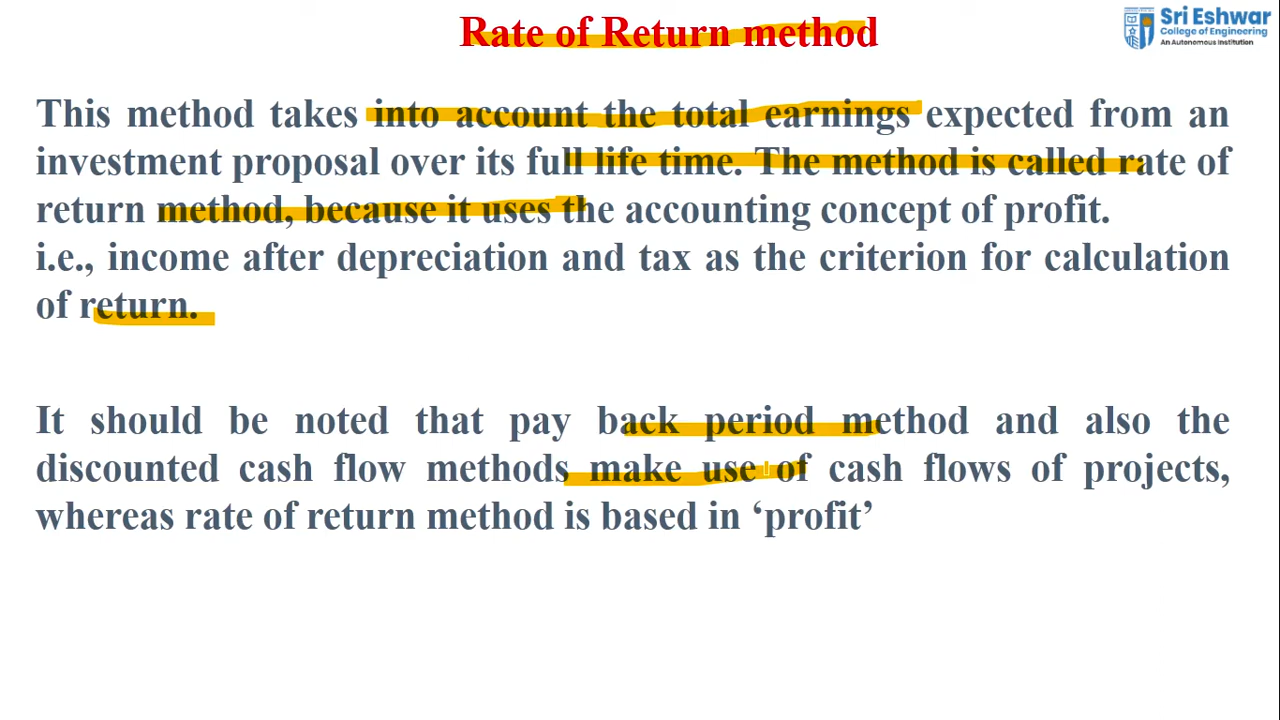 Rate of Return method
Sri Eshwar
College of Engineering
An Autonomous Institution
This method takes into account the total earnings expected from an
investment proposal over its full life time. The method is called rate of
return method, because it uses the accounting concept of profit.
i.e., income after depreciation and tax as the criterion for calculation
of return.
It should be noted that pay back period method and also the
discounted cash flow methods make use of cash flows of projects,
whereas rate of return method is based in ‘profit’